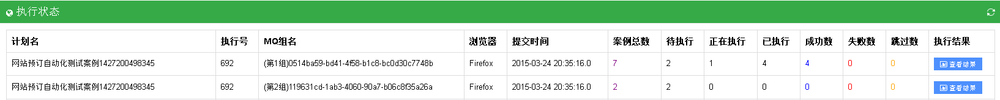 执行状态
计划名 执行号 MQ组名 浏览器 提交时间 案例总数 待执行 正在执行 已执行 成功数 失败数 跳过数 执行结果
网站预订自动化测试案例1427200498345 692 (第1组)0514ba59-bd41-4f58-b1c8-bc0d30c7748b Firefox 2015-03-24 20:35:16.0 7 2 1 4 4 0 0 查看结果
网站预订自动化测试案例1427200498345 692 (第2组)119631cd-1ab3-4060-90a7-b06c8f35a26a Firefox 2015-03-24 20:35:16.0 2 2 0 0 0 0 0 查看结果